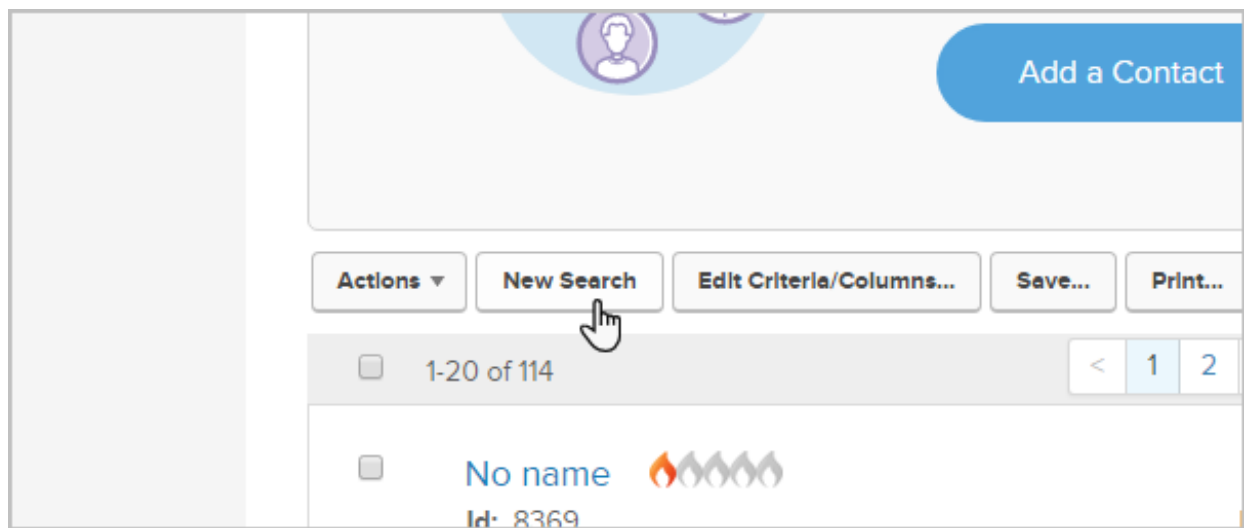 Add a Contact
Actions New Search Edit Criteria/Columns... Save... Print...
1-20 of 114 < 1 2
No name
Id: 8369